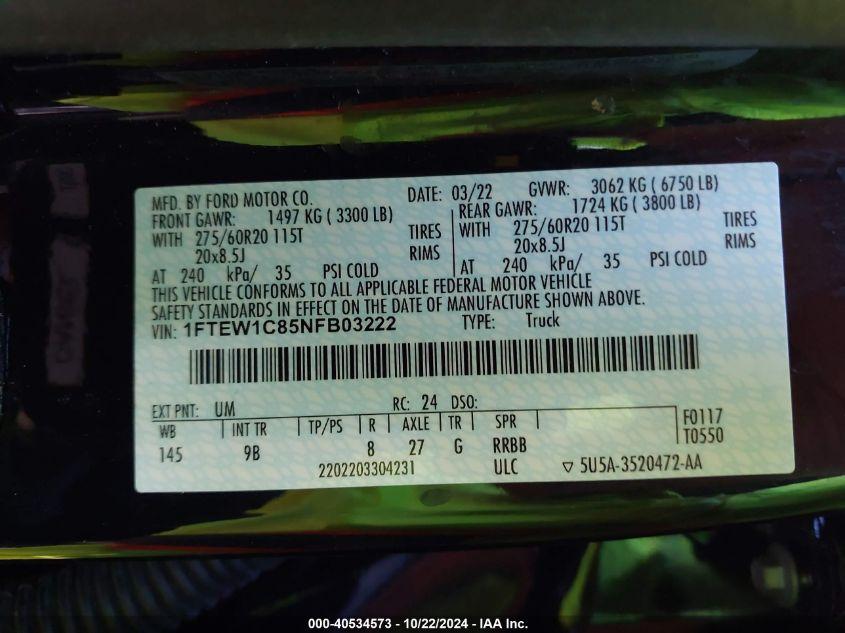 MFD. BY FORD MOTOR CO. DATE: 03/22 GVWR: 3062 KG ( 6750 LB)
FRONT GAWR: 1497 KG ( 3300 LB) REAR GAWR: 1724 KG ( 3800 LB)
WITH 275/60R20 115T TIRES WITH 275/60R20 115T TIRES
20x8.5J RIMS 20x8.5J RIMS
AT 240 kPa/ 35 PSI COLD AT 240 kPa/ 35 PSI COLD
THIS VEHICLE CONFORMS TO ALL APPLICABLE FEDERAL MOTOR VEHICLE
SAFETY STANDARDS IN EFFECT ON THE DATE OF MANUFACTURE SHOWN ABOVE.
VIN: 1FTEW1C85NFB03222 TYPE: Truck
EXT PNT: UM RC: 24 DSO:
WB INT TR TP/PS R AXLE TR SPR F0117
145 9B 8 27 G RRBB T0550
2202203304231 ULC ▽ 5U5A-3520472-AA
000-40534573 - 10/22/2024 - IAA Inc.